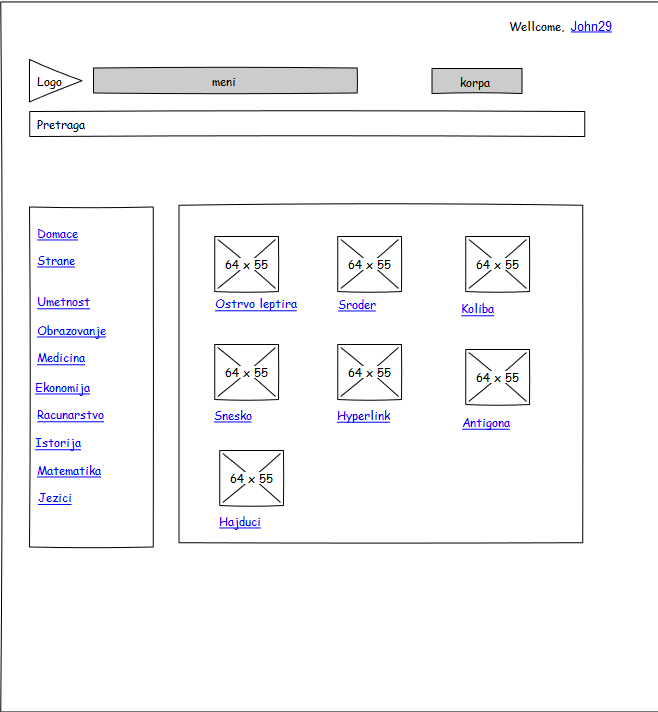 Wellcome, John29
Logo
meni
korpa
Pretraga
Domace
Strane
Umetnost
Obrazovanje
Medicina
Ekonomija
Racunarstvo
Istorija
Matematika
Jezici
64 x 55
64 x 55
64 x 55
Ostrvo leptira
Sroder
Koliba
64 x 55
64 x 55
64 x 55
Snesko
Hyperlink
Antigona
64 x 55
Hajduci